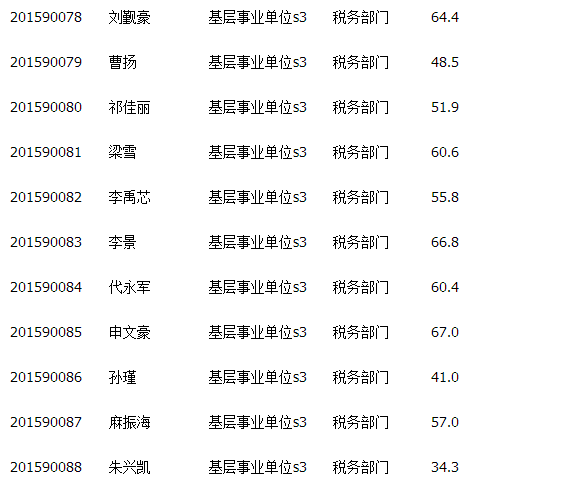 201590078 刘觐豪 基层事业单位s3 税务部门 64.4
201590079 曹扬 基层事业单位s3 税务部门 48.5
201590080 祁佳丽 基层事业单位s3 税务部门 51.9
201590081 梁雪 基层事业单位s3 税务部门 60.6
201590082 李禹芯 基层事业单位s3 税务部门 55.8
201590083 李景 基层事业单位s3 税务部门 66.8
201590084 代永军 基层事业单位s3 税务部门 60.4
201590085 申文豪 基层事业单位s3 税务部门 67.0
201590086 孙瑾 基层事业单位s3 税务部门 41.0
201590087 麻振海 基层事业单位s3 税务部门 57.0
201590088 朱兴凯 基层事业单位s3 税务部门 34.3